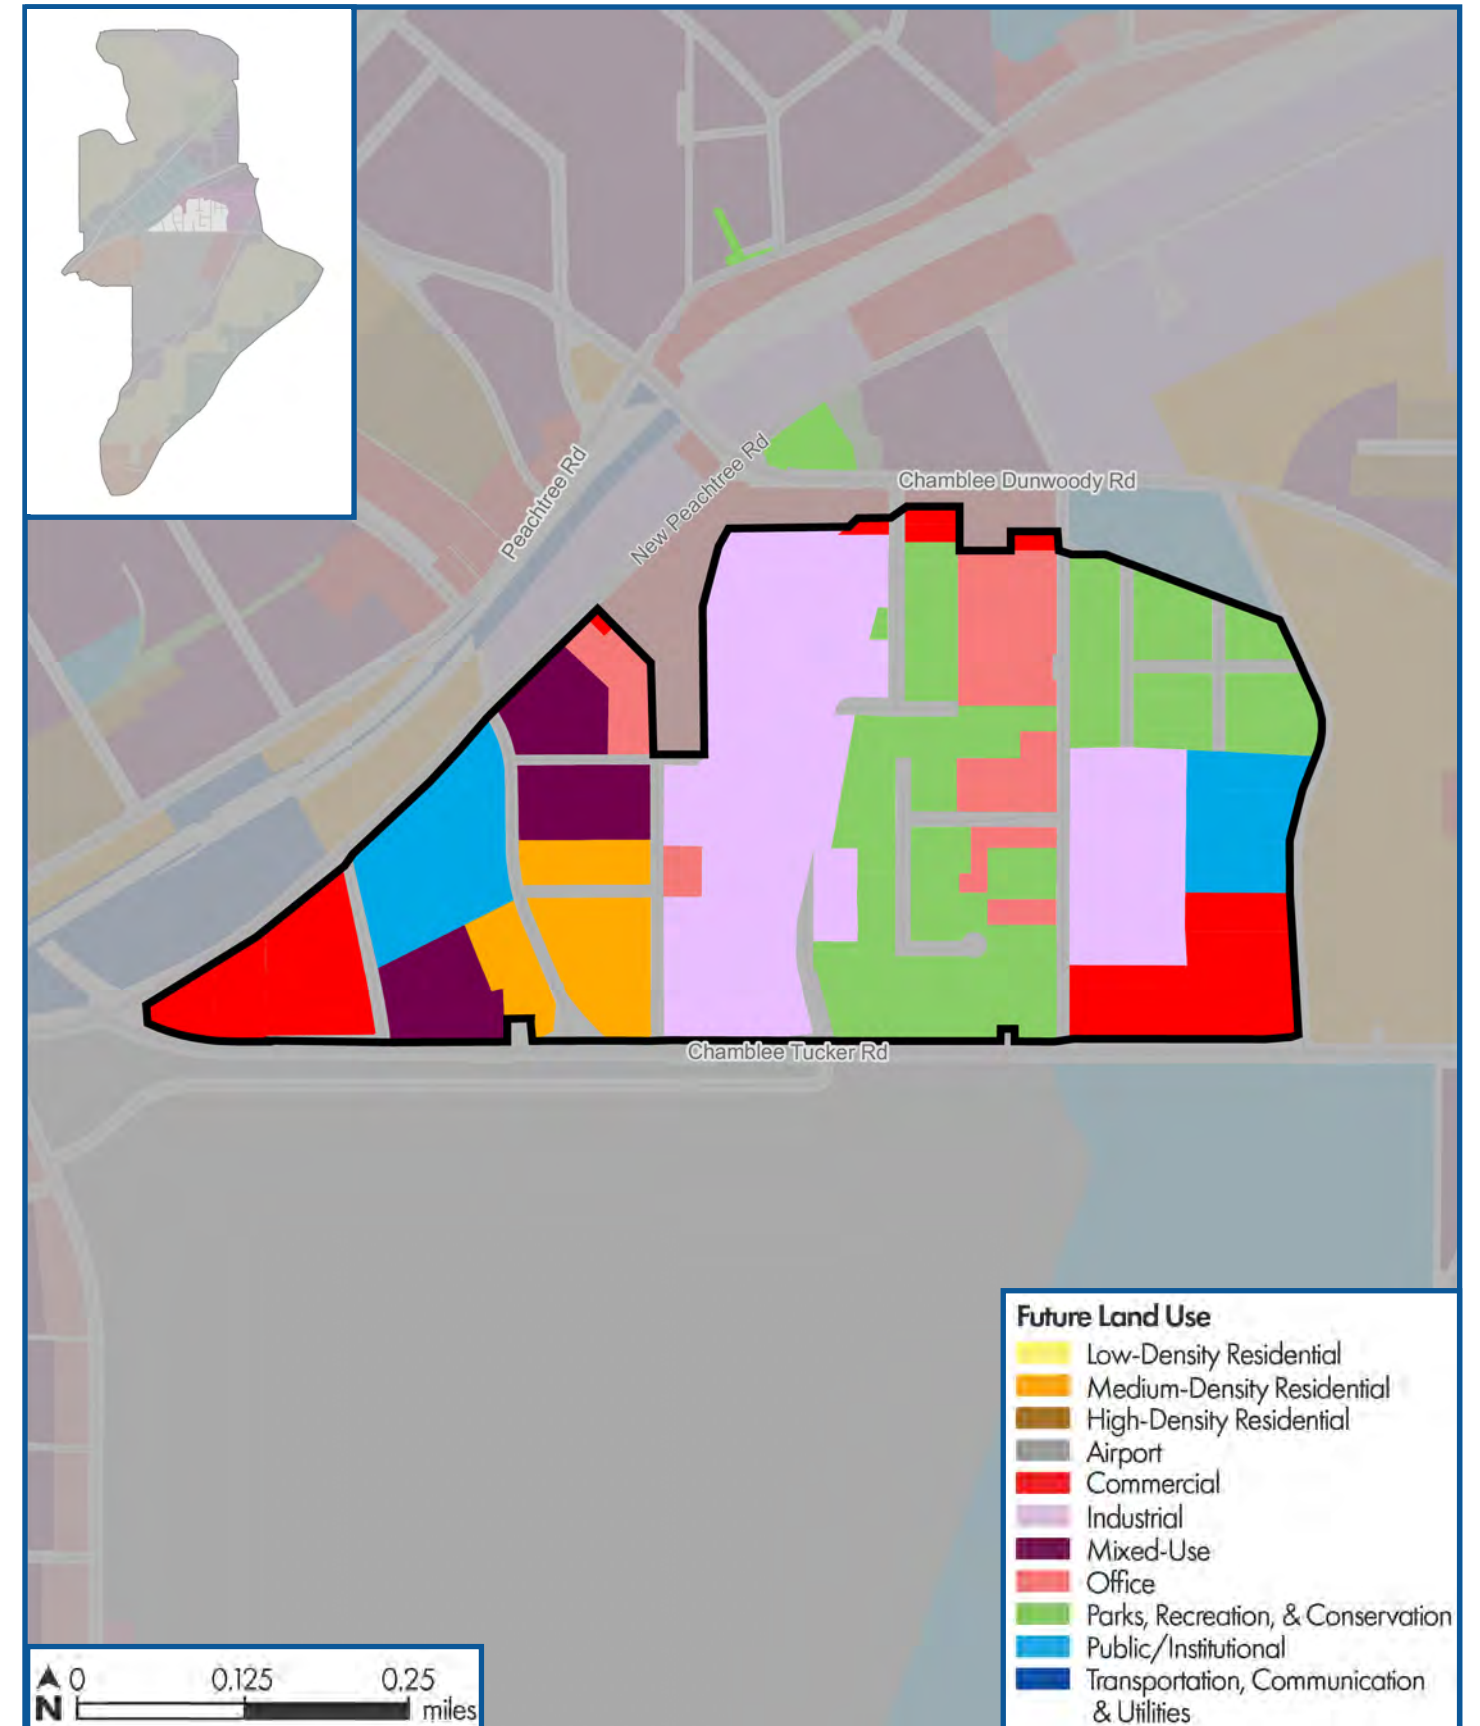 Peachtree Rd
New Peachtree Rd
Chamblee Dunwoody Rd
Chamblee Tucker Rd
Future Land Use
Low-Density Residential
Medium-Density Residential
High-Density Residential
Airport
Commercial
Industrial
Mixed-Use
Office
Parks, Recreation, & Conservation
Public/Institutional
Transportation, Communication
& Utilities
0 0.125 0.25
N miles